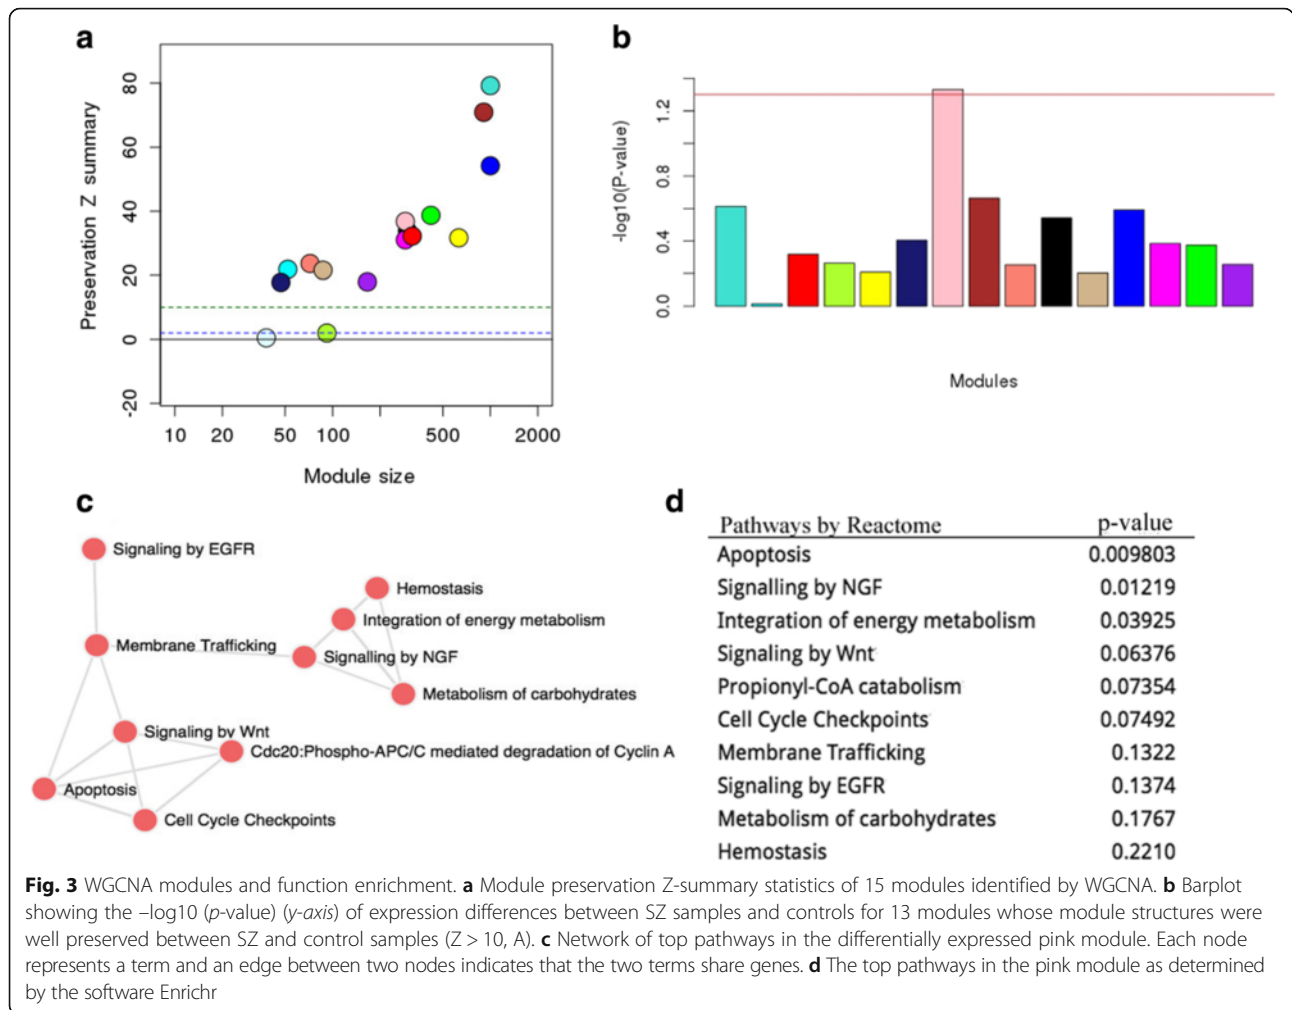 a
Preservation Z summary
80
60
40
20
0
-20
10 20 50 100 500 2000
Module size
b
-log10(P-value)
1.2
0.8
0.4
0.0
Modules
c
Signaling by EGFR
Hemostasis
Integration of energy metabolism
Membrane Trafficking
Signalling by NGF
Metabolism of carbohydrates
Signaling by Wnt
Cdc20:Phospho-APC/C mediated degradation of Cyclin A
Apoptosis
Cell Cycle Checkpoints
d
Pathways by Reactome p-value
Apoptosis 0.009803
Signalling by NGF 0.01219
Integration of energy metabolism 0.03925
Signaling by Wnt 0.06376
Propionyl-CoA catabolism 0.07354
Cell Cycle Checkpoints 0.07492
Membrane Trafficking 0.1322
Signaling by EGFR 0.1374
Metabolism of carbohydrates 0.1767
Hemostasis 0.2210
Fig. 3 WGCNA modules and function enrichment. a Module preservation Z-summary statistics of 15 modules identified by WGCNA. b Barplot
showing the –log10 (p-value) (y-axis) of expression differences between SZ samples and controls for 13 modules whose module structures were
well preserved between SZ and control samples (Z > 10, A). c Network of top pathways in the differentially expressed pink module. Each node
represents a term and an edge between two nodes indicates that the two terms share genes. d The top pathways in the pink module as determined
by the software Enrichr